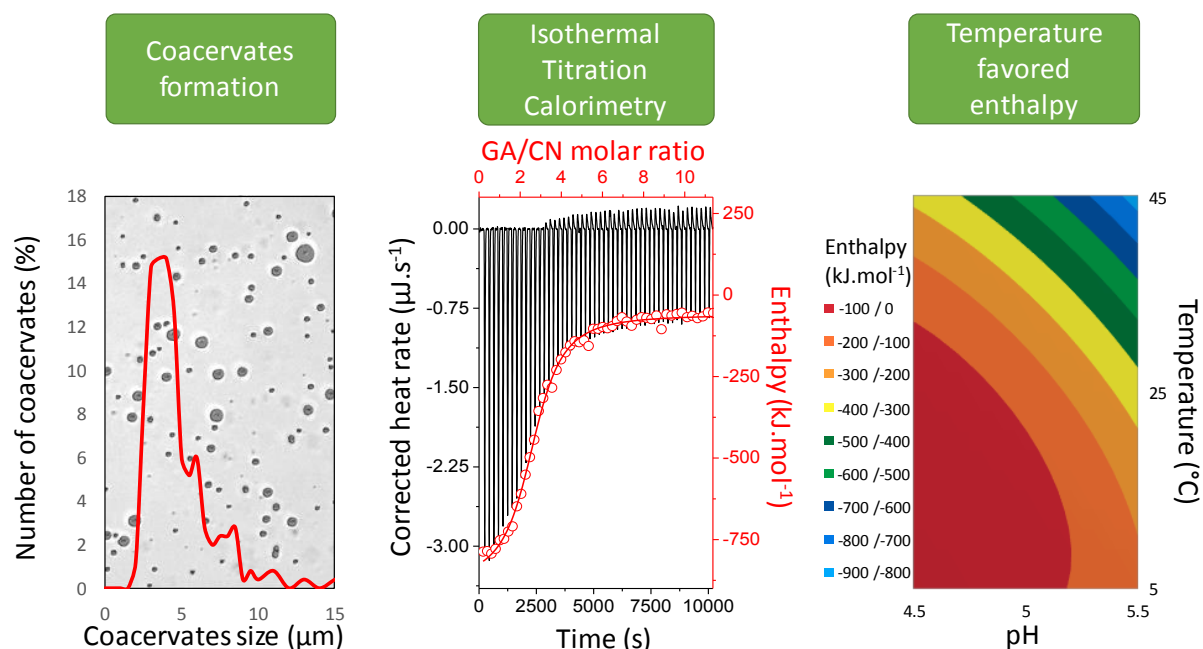 Coacervates
formation
Isothermal
Titration
Calorimetry
Temperature
favored
enthalpy
Number of coacervates (%)
18
16
14
12
10
8
6
4
2
0
0 5 10 15
Coacervates size (µm)
GA/CN molar ratio
0 2 4 6 8 10
Corrected heat rate (µJ.s⁻¹)
0.00
-0.75
-1.50
-2.25
-3.00
250
0
-250
-500
-750
Enthalpy (kJ.mol⁻¹)
0 2500 5000 7500 10000
Time (s)
Enthalpy
(kJ.mol⁻¹)
-100 / 0
-200 /-100
-300 /-200
-400 /-300
-500 /-400
-600 /-500
-700 /-600
-800 /-700
-900 /-800
45
25
5
Temperature (°C)
4.5 5 5.5
pH